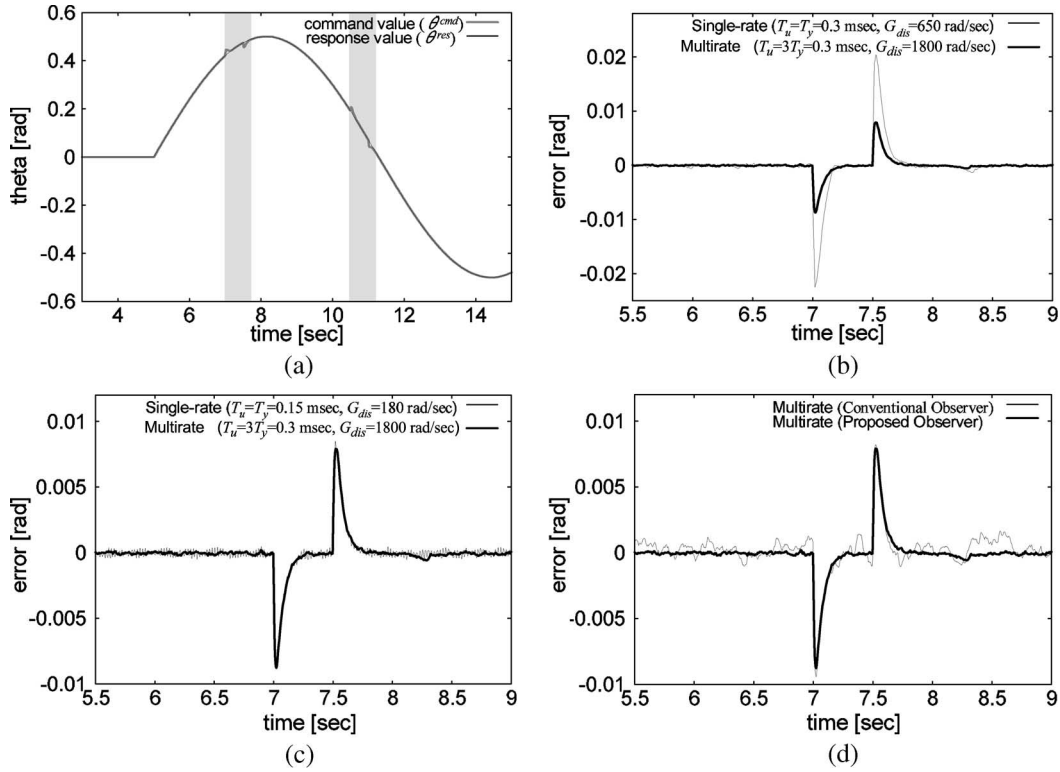 command value (θcmd)
response value (θres)
theta [rad]
0.6
0.4
0.2
0
-0.2
-0.4
0.6
4
6
8
10
12
14
time [sec]
(a)
Single-rate (Tu=Ty=0.3 msec, Gdis=650 rad/sec)
Multirate (Tu=3Ty=0.3 msec, Gdis=1800 rad/sec)
error [rad]
0.02
0.01
0
-0.01
-0.02
5.5
6
6.5
7
7.5
8
8.5
9
time [sec]
(b)
Single-rate (Tu=Ty=0.15 msec, Gdis=180 rad/sec)
Multirate (Tu=3Ty=0.3 msec, Gdis=1800 rad/sec)
error [rad]
0.01
0.005
0
-0.005
-0.01
5.5
6
6.5
7
7.5
8
8.5
9
time [sec]
(c)
Multirate (Conventional Observer)
Multirate (Proposed Observer)
error [rad]
0.01
0.005
0
-0.005
-0.01
5.5
6
6.5
7
7.5
8
8.5
9
time [sec]
(d)